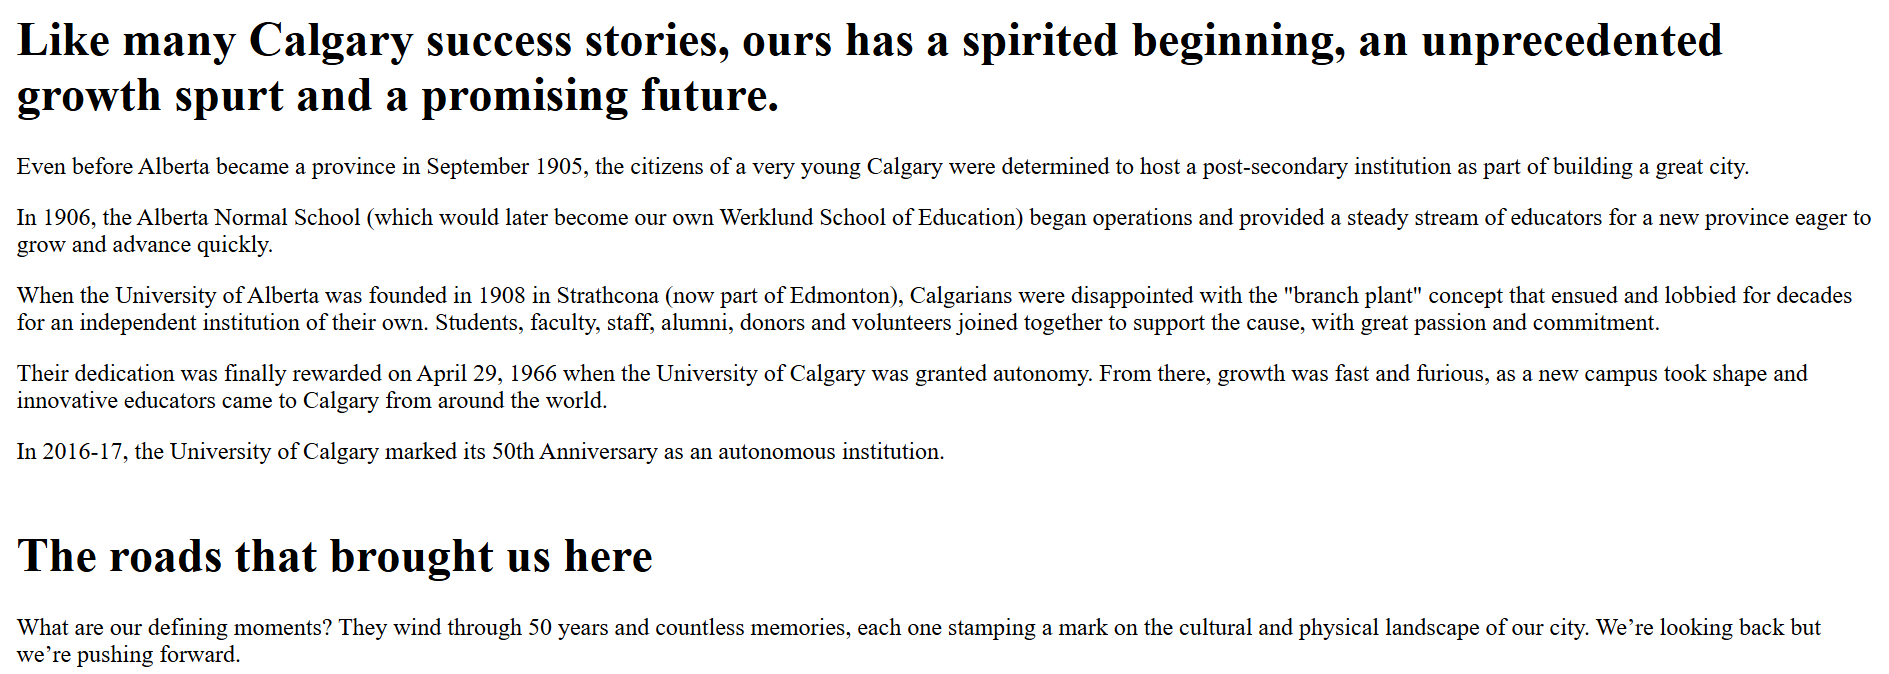 Like many Calgary success stories, ours has a spirited beginning, an unprecedented
growth spurt and a promising future.
Even before Alberta became a province in September 1905, the citizens of a very young Calgary were determined to host a post-secondary institution as part of building a great city.
In 1906, the Alberta Normal School (which would later become our own Werklund School of Education) began operations and provided a steady stream of educators for a new province eager to
grow and advance quickly.
When the University of Alberta was founded in 1908 in Strathcona (now part of Edmonton), Calgarians were disappointed with the "branch plant" concept that ensued and lobbied for decades
for an independent institution of their own. Students, faculty, staff, alumni, donors and volunteers joined together to support the cause, with great passion and commitment.
Their dedication was finally rewarded on April 29, 1966 when the University of Calgary was granted autonomy. From there, growth was fast and furious, as a new campus took shape and
innovative educators came to Calgary from around the world.
In 2016-17, the University of Calgary marked its 50th Anniversary as an autonomous institution.
The roads that brought us here
What are our defining moments? They wind through 50 years and countless memories, each one stamping a mark on the cultural and physical landscape of our city. We’re looking back but
we’re pushing forward.